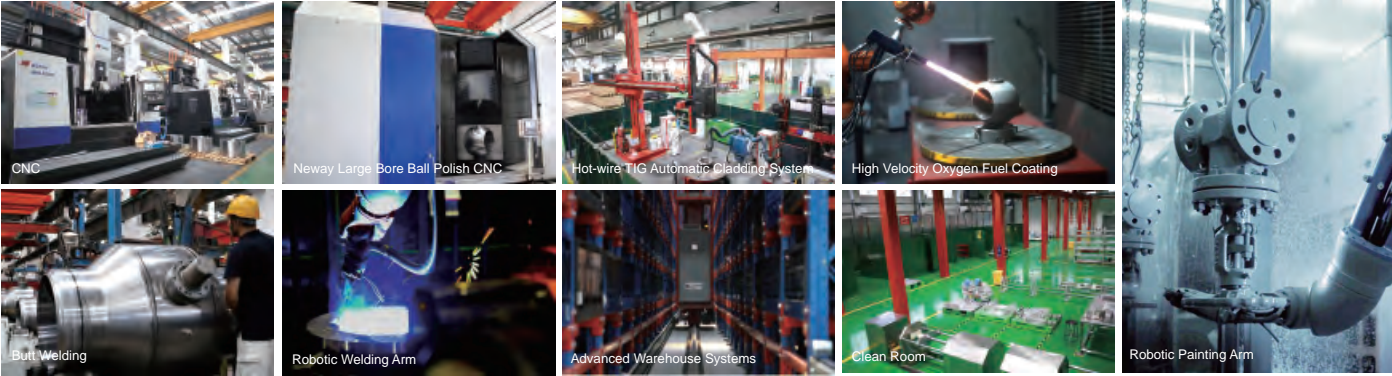 CNC
Neway Large Bore Ball Polish CNC
Hot-wire TIG Automatic Cladding System
High Velocity Oxygen Fuel Coating
Butt Welding
Robotic Welding Arm
Advanced Warehouse Systems
Clean Room
Robotic Painting Arm